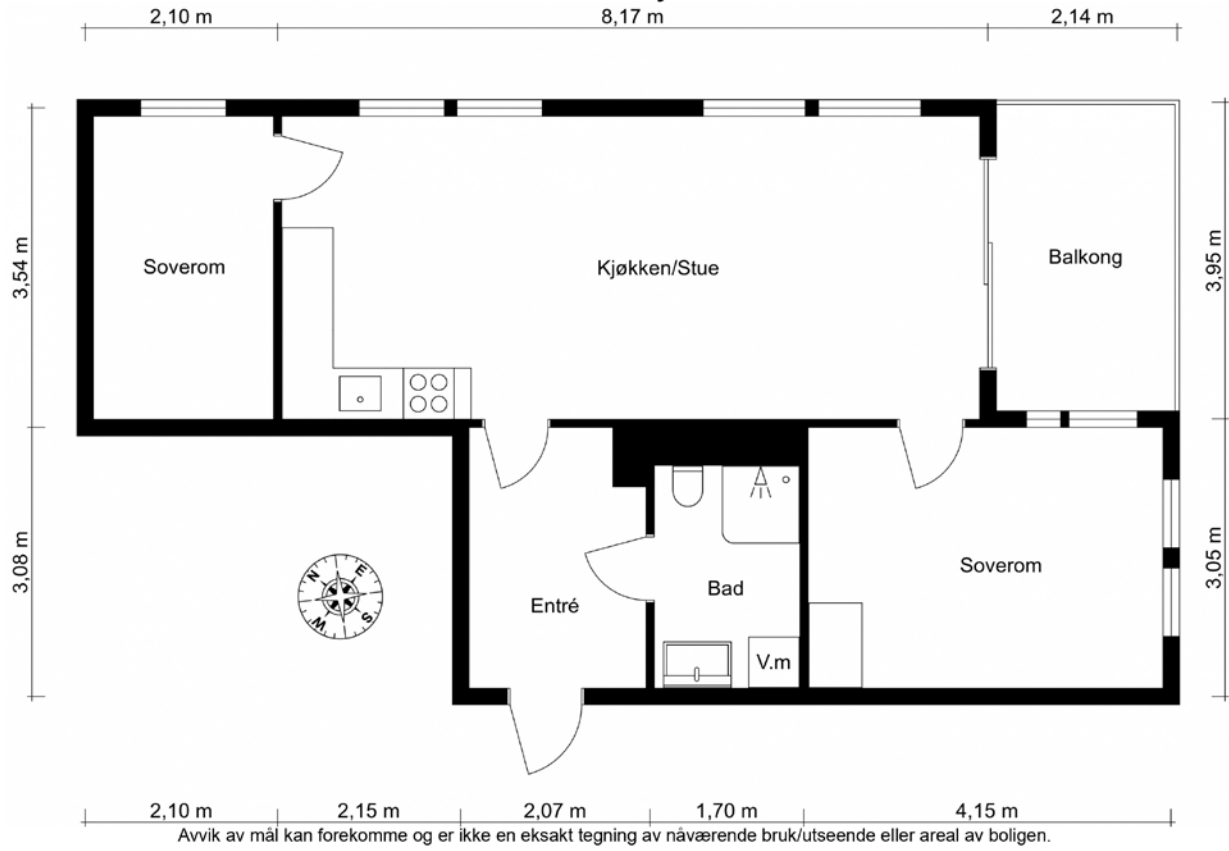 2,10 m 8,17 m 2,14 m
3,54 m
3,95 m
Soverom
Kjøkken/Stue
Balkong
3,08 m
3,05 m
N E S W
Entré
Bad
V.m
Soverom
2,10 m 2,15 m 2,07 m 1,70 m 4,15 m
Avvik av mål kan forekomme og er ikke en eksakt tegning av nåværende bruk/utseende eller areal av boligen.